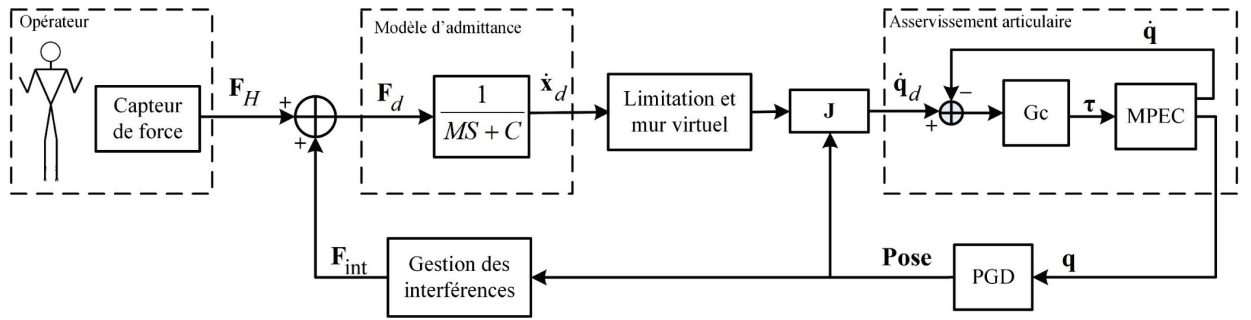 Opérateur
Modèle d'admittance
Asservissement articulaire
Capteur
de force
F_H
+
+
F_d
1
MS + C
ẋ_d
Limitation et
mur virtuel
J
q̇_d
+
−
q̇
Gc
τ
MPEC
F_int
Gestion des
interférences
Pose
PGD
q